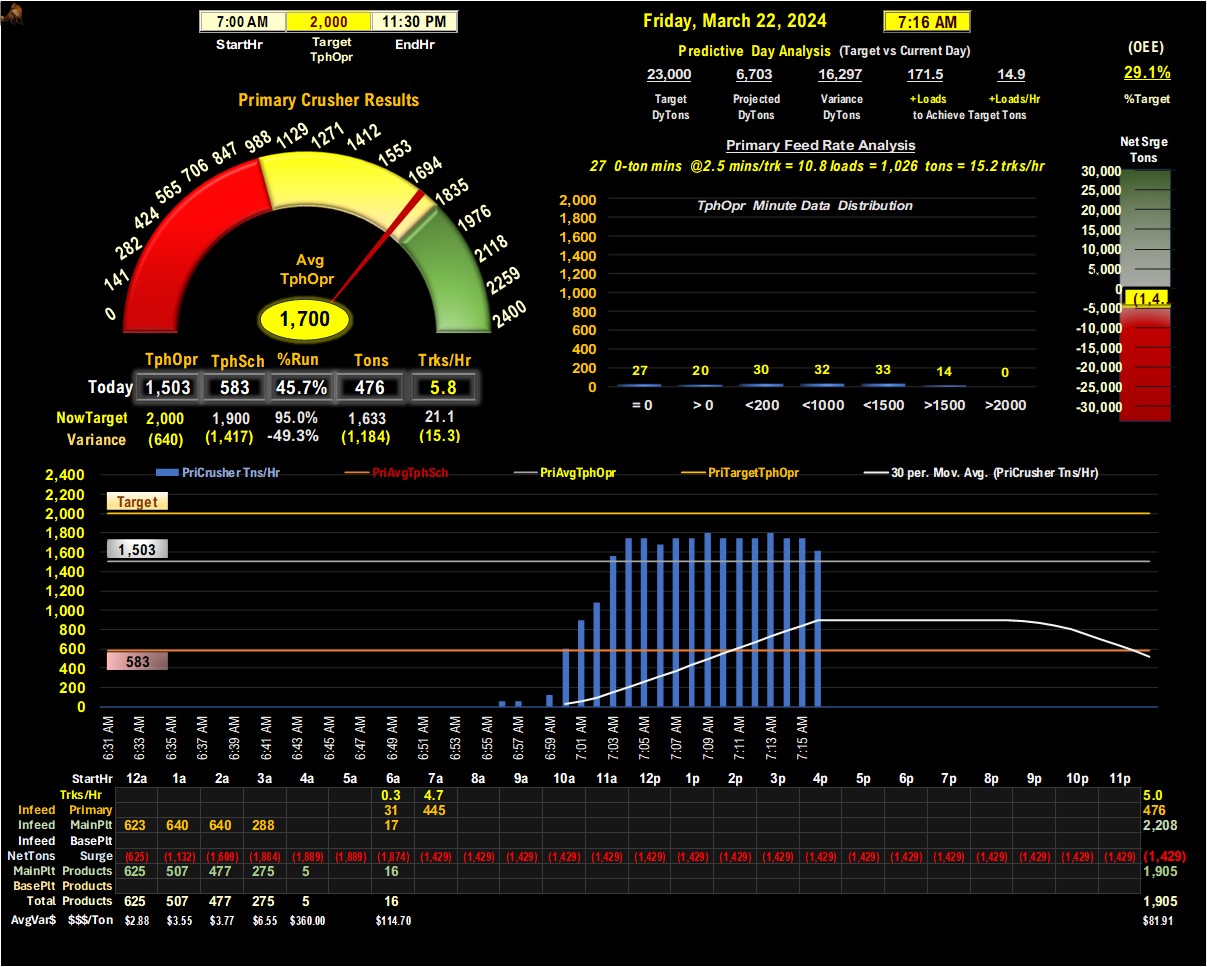 7:00 AM 2,000 11:30 PM
StartHr Target TphOpr EndHr
Friday, March 22, 2024 7:16 AM
Predictive Day Analysis (Target vs Current Day)
23,000 6,703 16,297 171.5 14.9
Target DyTons Projected DyTons Variance DyTons +Loads +Loads/Hr
to Achieve Target Tons
(OEE)
29.1%
%Target
Primary Crusher Results
0 141 282 424 565 706 847 988 1129 1271 1412 1553 1694 1835 1976 2118 2259 2400
Avg
TphOpr
1,700
TphOpr TphSch %Run Tons Trks/Hr
Today 1,503 583 45.7% 476 5.8
NowTarget 2,000 1,900 95.0% 1,633 21.1
Variance (640) (1,417) -49.3% (1,184) (15.3)
Primary Feed Rate Analysis
27 0-ton mins @2.5 mins/trk = 10.8 loads = 1,026 tons = 15.2 trks/hr
TphOpr Minute Data Distribution
2,000
1,800
1,600
1,400
1,200
1,000
800
600
400
200
0
27 20 30 32 33 14 0
= 0 > 0 <200 <1000 <1500 >1500 >2000
Net Srge
Tons
30,000
25,000
20,000
15,000
10,000
5,000
0
(1,4..
-5,000
-10,000
-15,000
-20,000
-25,000
-30,000
PriCrusher Tns/Hr PriAvgTphSch PriAvgTphOpr PriTargetTphOpr 30 per. Mov. Avg. (PriCrusher Tns/Hr)
2,400
2,200
2,000
1,800
1,600
1,400
1,200
1,000
800
600
400
200
0
Target
1,503
583
6:31 AM 6:33 AM 6:35 AM 6:37 AM 6:39 AM 6:41 AM 6:43 AM 6:45 AM 6:47 AM 6:49 AM 6:51 AM 6:53 AM 6:55 AM 6:57 AM 6:59 AM 7:01 AM 7:03 AM 7:05 AM 7:07 AM 7:09 AM 7:11 AM 7:13 AM 7:15 AM
StartHr 12a 1a 2a 3a 4a 5a 6a 7a 8a 9a 10a 11a 12p 1p 2p 3p 4p 5p 6p 7p 8p 9p 10p 11p
Trks/Hr 0.3 4.7 5.0
Infeed Primary 31 445 476
Infeed MainPlt 623 640 640 288 17 2,208
Infeed BasePlt
NetTons Surge (625) (1,132) (1,609) (1,884) (1,889) (1,889) (1,874) (1,429) (1,429) (1,429) (1,429) (1,429) (1,429) (1,429) (1,429) (1,429) (1,429) (1,429) (1,429) (1,429) (1,429) (1,429) (1,429) (1,429) (1,429)
MainPlt Products 625 507 477 275 5 16 1,905
BasePlt Products
Total Products 625 507 477 275 5 16 1,905
AvgVar$ $$$/Ton $2.88 $3.55 $3.77 $6.55 $360.00 $114.70 $81.91